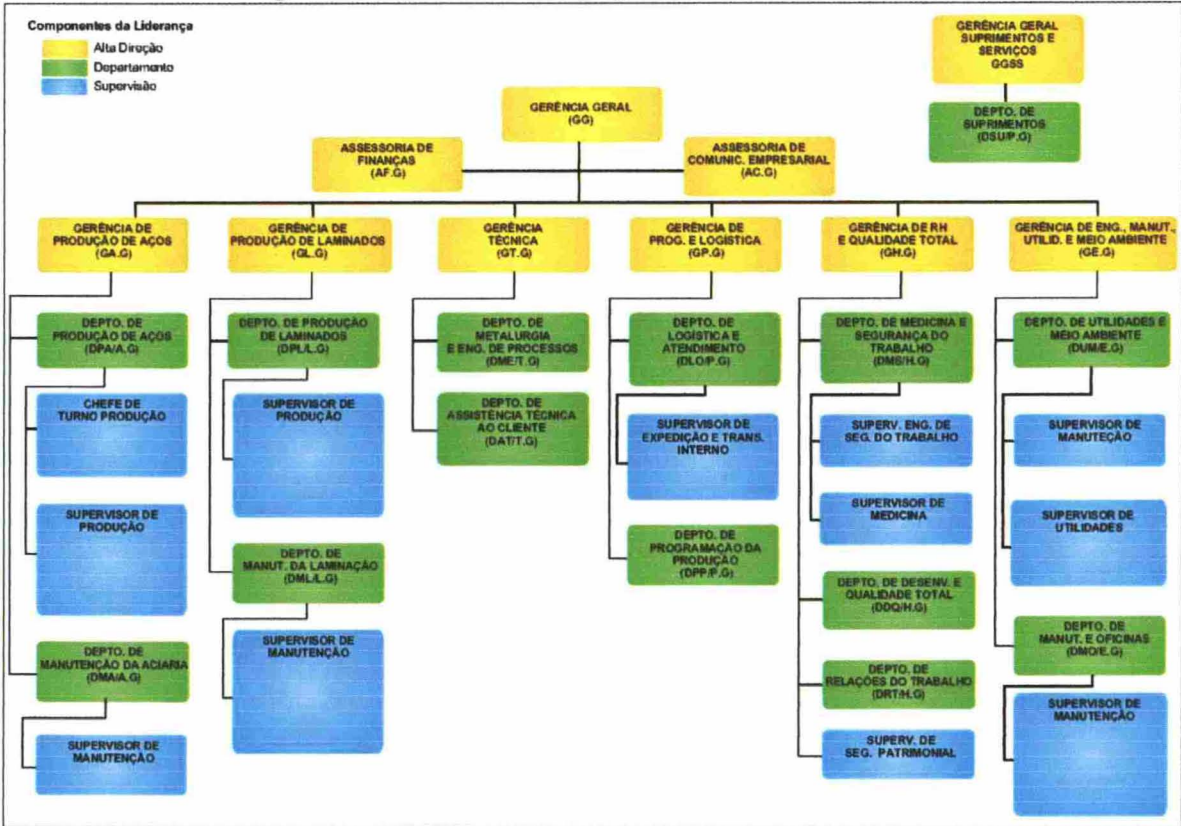 Componentes da Liderança
Alta Direção
Departamento
Supervisão
GERÊNCIA GERAL
SUPRIMENTOS E
SERVIÇOS
GGSS
DEPTO. DE
SUPRIMENTOS
(DSU/P.G)
GERÊNCIA GERAL
(GG)
ASSESSORIA DE
FINANÇAS
(AF.G)
ASSESSORIA DE
COMUNIC. EMPRESARIAL
(AC.G)
GERÊNCIA DE
PRODUÇÃO DE AÇOS
(GA.G)
DEPTO. DE
PRODUÇÃO DE AÇOS
(DPA/A.G)
CHEFE DE
TURNO PRODUÇÃO
SUPERVISOR DE
PRODUÇÃO
DEPTO. DE
MANUTENÇÃO DA ACIARIA
(DMA/A.G)
SUPERVISOR DE
MANUTENÇÃO
GERÊNCIA DE
PRODUÇÃO DE LAMINADOS
(GL.G)
DEPTO. DE PRODUÇÃO
DE LAMINADOS
(DPL/L.G)
SUPERVISOR DE
PRODUÇÃO
DEPTO. DE
MANUT. DA LAMINAÇÃO
(DML/L.G)
SUPERVISOR DE
MANUTENÇÃO
GERÊNCIA
TÉCNICA
(GT.G)
DEPTO. DE
METALURGIA
E ENG. DE PROCESSOS
(DME/T.G)
DEPTO. DE
ASSISTÊNCIA TÉCNICA
AO CLIENTE
(DAT/T.G)
GERÊNCIA DE
PROG. E LOGÍSTICA
(GP.G)
DEPTO. DE
LOGÍSTICA E
ATENDIMENTO
(DLO/P.G)
SUPERVISOR DE
EXPEDIÇÃO E TRANS.
INTERNO
DEPTO. DE
PROGRAMAÇÃO DA
PRODUÇÃO
(DPP/P.G)
GERÊNCIA DE RH
E QUALIDADE TOTAL
(GH.G)
DEPTO. DE MEDICINA E
SEGURANÇA DO
TRABALHO
(DMS/H.G)
SUPERV. ENG. DE
SEG. DO TRABALHO
SUPERVISOR DE
MEDICINA
DEPTO. DE DESENV. E
QUALIDADE TOTAL
(DDQ/H.G)
DEPTO. DE
RELAÇÕES DO TRABALHO
(DRT/H.G)
SUPERV. DE
SEG. PATRIMONIAL
GERÊNCIA DE ENG., MANUT.,
UTILID. E MEIO AMBIENTE
(GE.G)
DEPTO. DE UTILIDADES E
MEIO AMBIENTE
(DUM/E.G)
SUPERVISOR DE
MANUTEÇÃO
SUPERVISOR DE
UTILIDADES
DEPTO. DE
MANUT. E OFICINAS
(DMO/E.G)
SUPERVISOR DE
MANUTENÇÃO